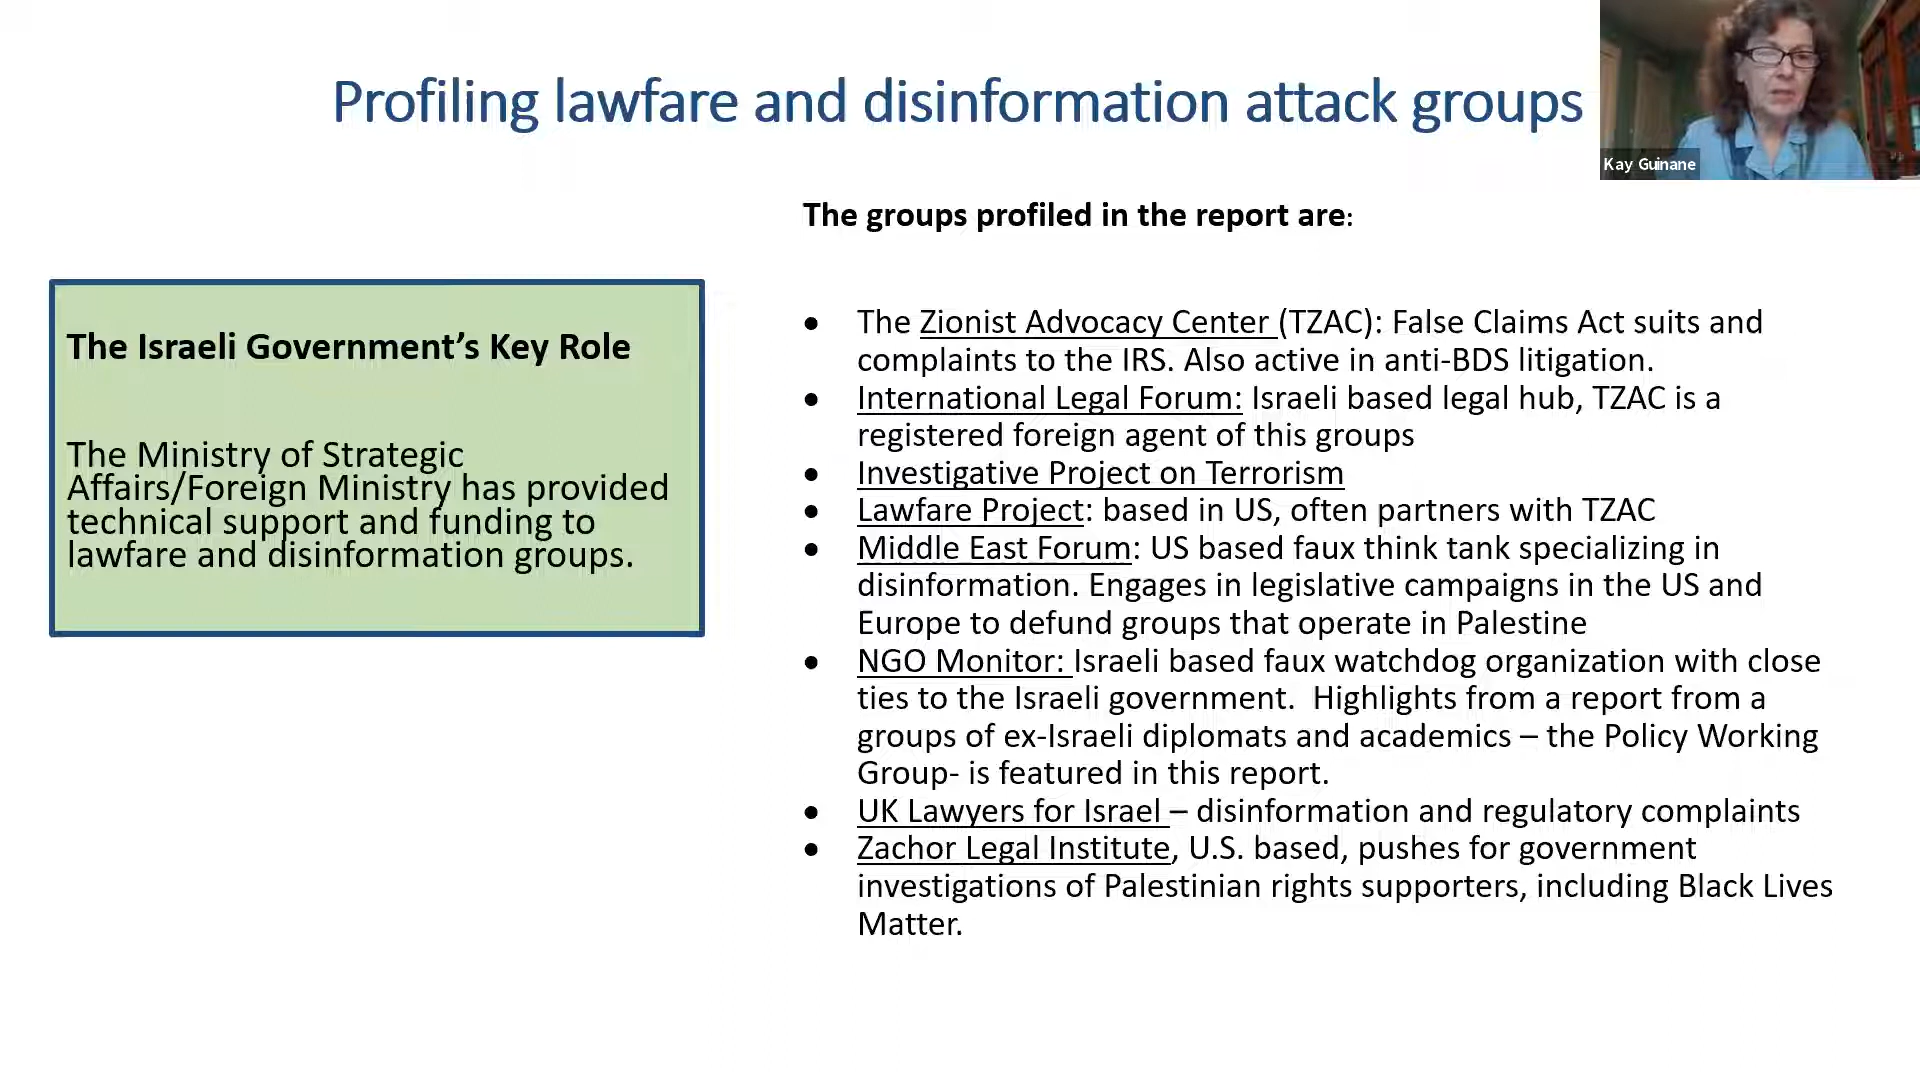 Profiling lawfare and disinformation attack groups
Kay Guinane
The groups profiled in the report are:
The Israeli Government’s Key Role
The Ministry of Strategic
Affairs/Foreign Ministry has provided
technical support and funding to
lawfare and disinformation groups.
• The Zionist Advocacy Center (TZAC): False Claims Act suits and
complaints to the IRS. Also active in anti-BDS litigation.
• International Legal Forum: Israeli based legal hub, TZAC is a
registered foreign agent of this groups
• Investigative Project on Terrorism
• Lawfare Project: based in US, often partners with TZAC
• Middle East Forum: US based faux think tank specializing in
disinformation. Engages in legislative campaigns in the US and
Europe to defund groups that operate in Palestine
• NGO Monitor: Israeli based faux watchdog organization with close
ties to the Israeli government.  Highlights from a report from a
groups of ex-Israeli diplomats and academics – the Policy Working
Group- is featured in this report.
• UK Lawyers for Israel – disinformation and regulatory complaints
• Zachor Legal Institute, U.S. based, pushes for government
investigations of Palestinian rights supporters, including Black Lives
Matter.